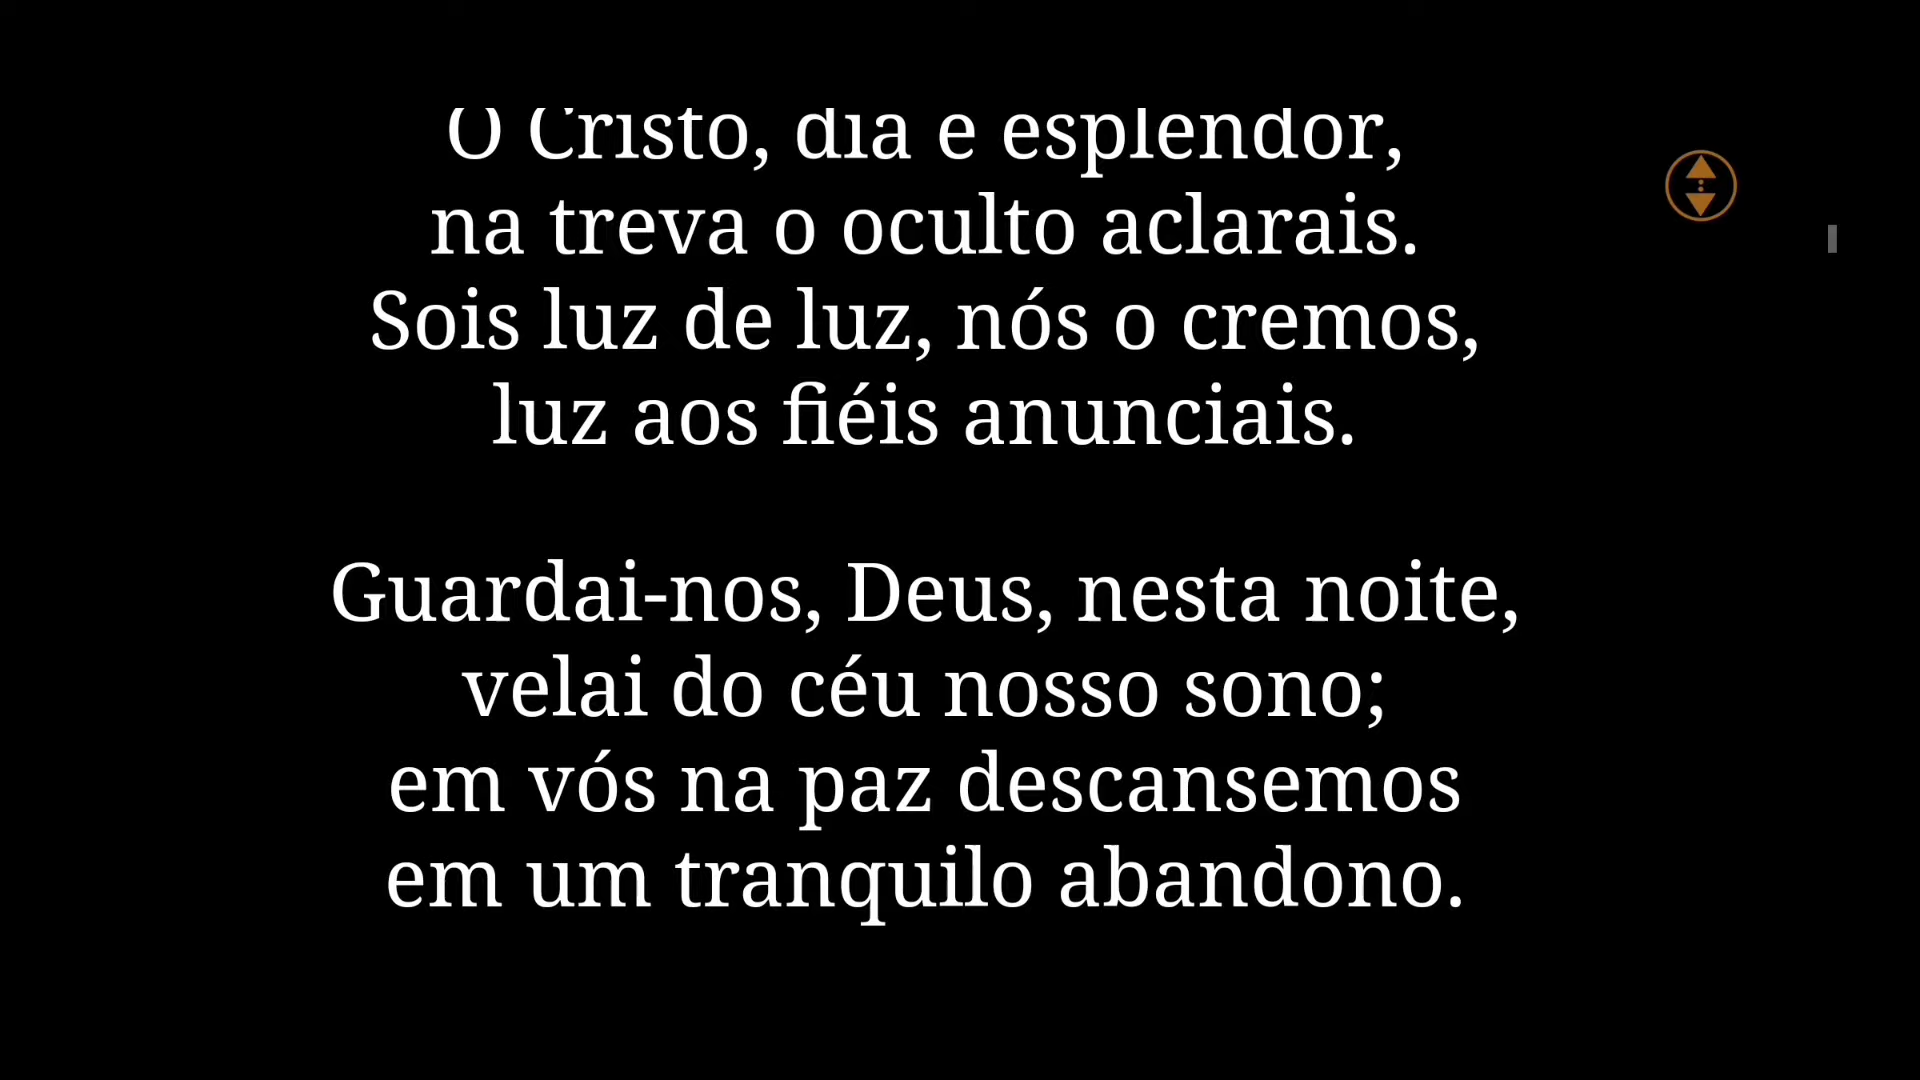 O Cristo, dia e esplendor,
na treva o oculto aclarais.
Sois luz de luz, nós o cremos,
luz aos fiéis anunciais.
Guardai-nos, Deus, nesta noite,
velai do céu nosso sono;
em vós na paz descansemos
em um tranquilo abandono.